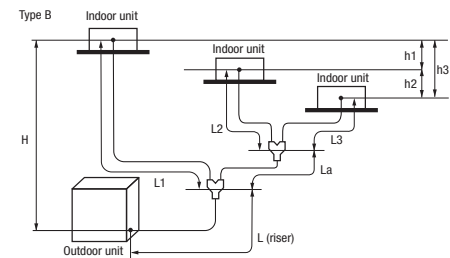 Type B
Indoor unit
Indoor unit
h1
h3
Indoor unit
h2
H
L2
L3
La
L1
L (riser)
Outdoor unit